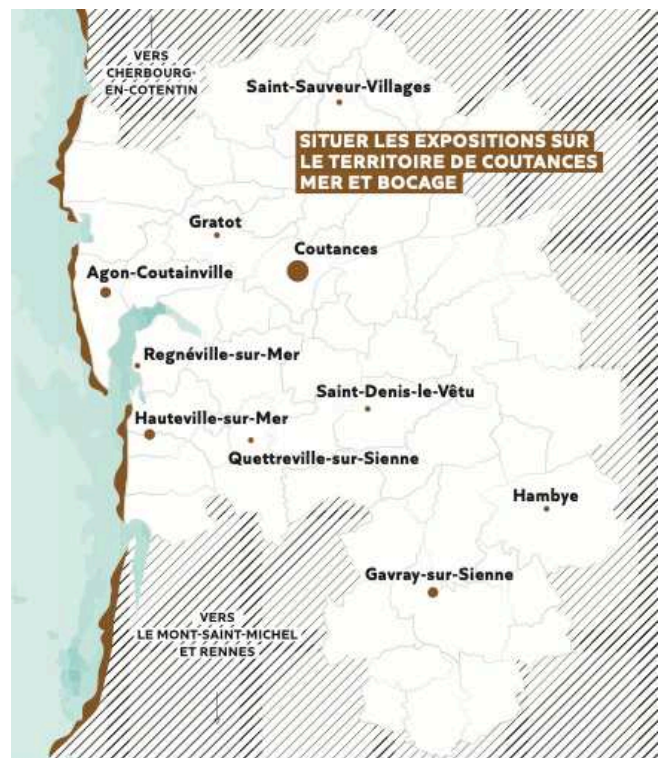 VERS
CHERBOURG-
EN-COTENTIN
Saint-Sauveur-Villages
SITUER LES EXPOSITIONS SUR
LE TERRITOIRE DE COUTANCES
MER ET BOCAGE
Gratot
Coutances
Agon-Coutainville
Regnéville-sur-Mer
Saint-Denis-le-Vêtu
Hauteville-sur-Mer
Quettreville-sur-Sienne
Hambye
Gavray-sur-Sienne
VERS
LE MONT-SAINT-MICHEL
ET RENNES